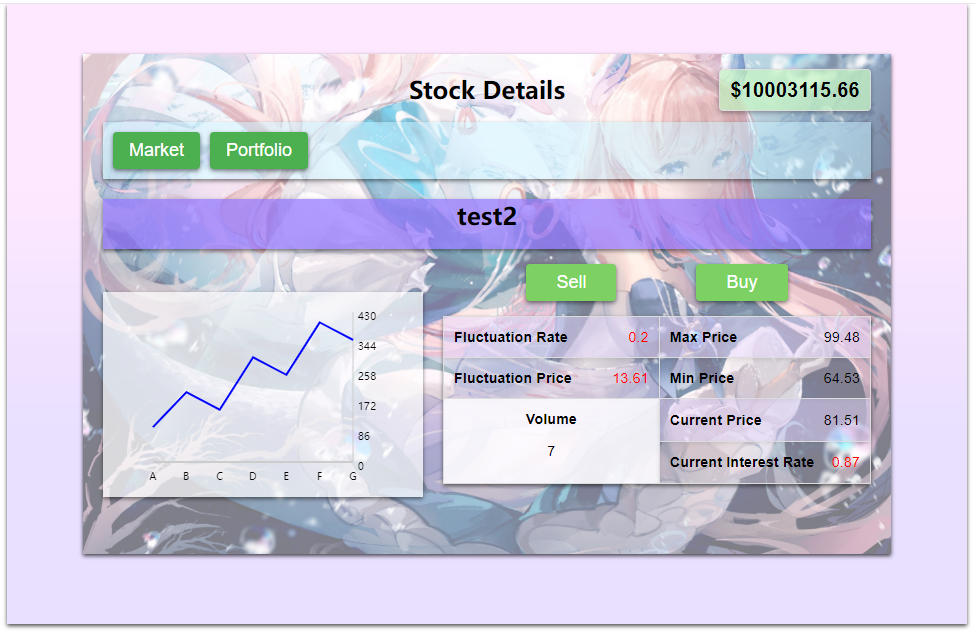 Stock Details
$10003115.66
Market Portfolio
test2
Sell Buy
430
344
258
172
86
0
A B C D E F G
Fluctuation Rate 0.2 Max Price 99.48
Fluctuation Price 13.61 Min Price 64.53
Volume
7
Current Price 81.51
Current Interest Rate 0.87